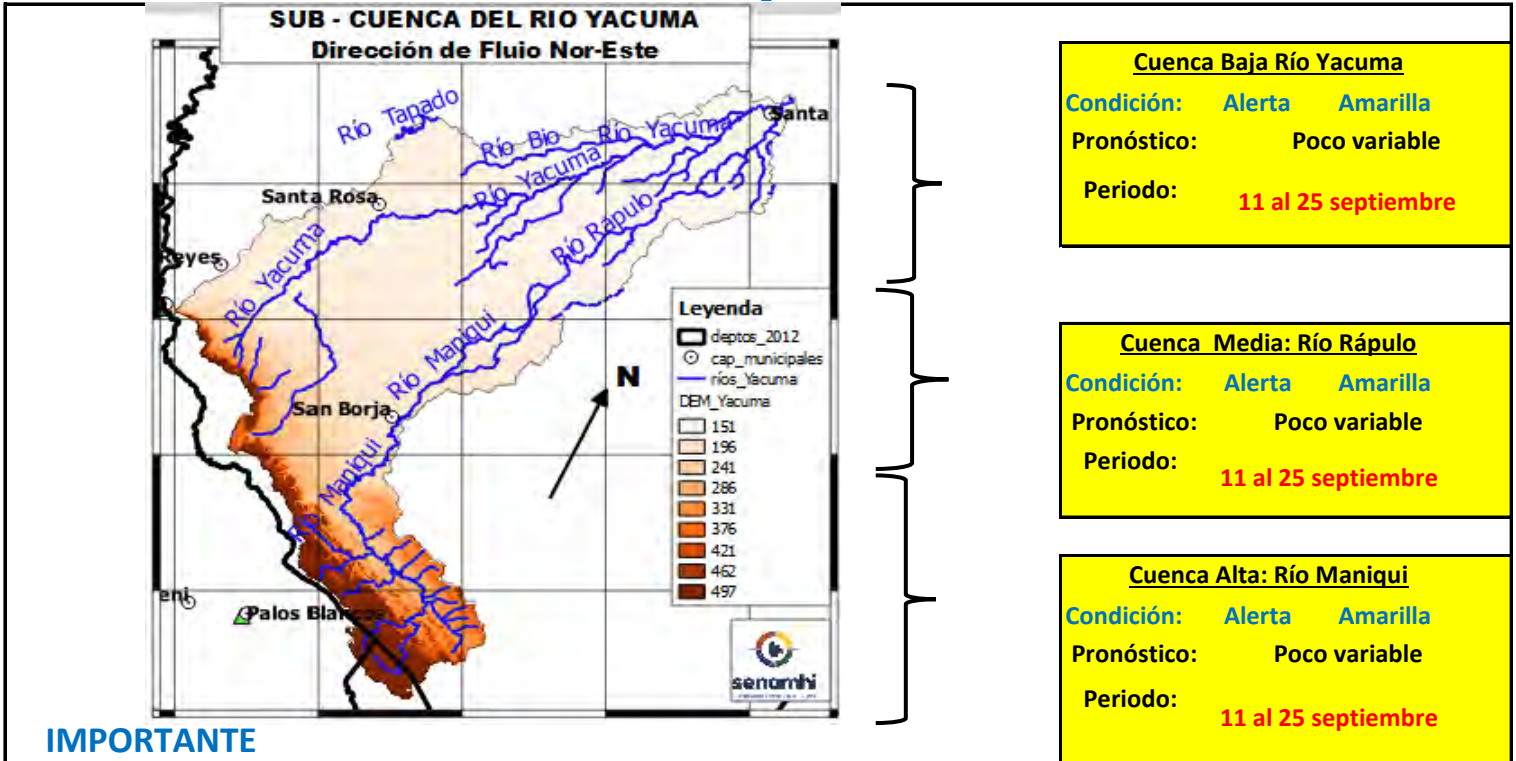 SUB - CUENCA DEL RIO YACUMA
Dirección de Flujo Nor-Este
Río Tapado
Río Bio
Río Yacuma
Santa
Río Yacuma
Santa Rosa
Río Rápulo
Reyes
Río Yacuma
Río Maniqui
San Borja
Río Maniqui
N
eni
Palos Blancos
Leyenda
deptos_2012
cap_municipales
ríos_Yacuma
DEM_Yacuma
151
196
241
286
331
376
421
462
497
senamhi
Cuenca Baja Río Yacuma
Condición: Alerta Amarilla
Pronóstico: Poco variable
Periodo: 11 al 25 septiembre
Cuenca Media: Río Rápulo
Condición: Alerta Amarilla
Pronóstico: Poco variable
Periodo: 11 al 25 septiembre
Cuenca Alta: Río Maniqui
Condición: Alerta Amarilla
Pronóstico: Poco variable
Periodo: 11 al 25 septiembre
IMPORTANTE